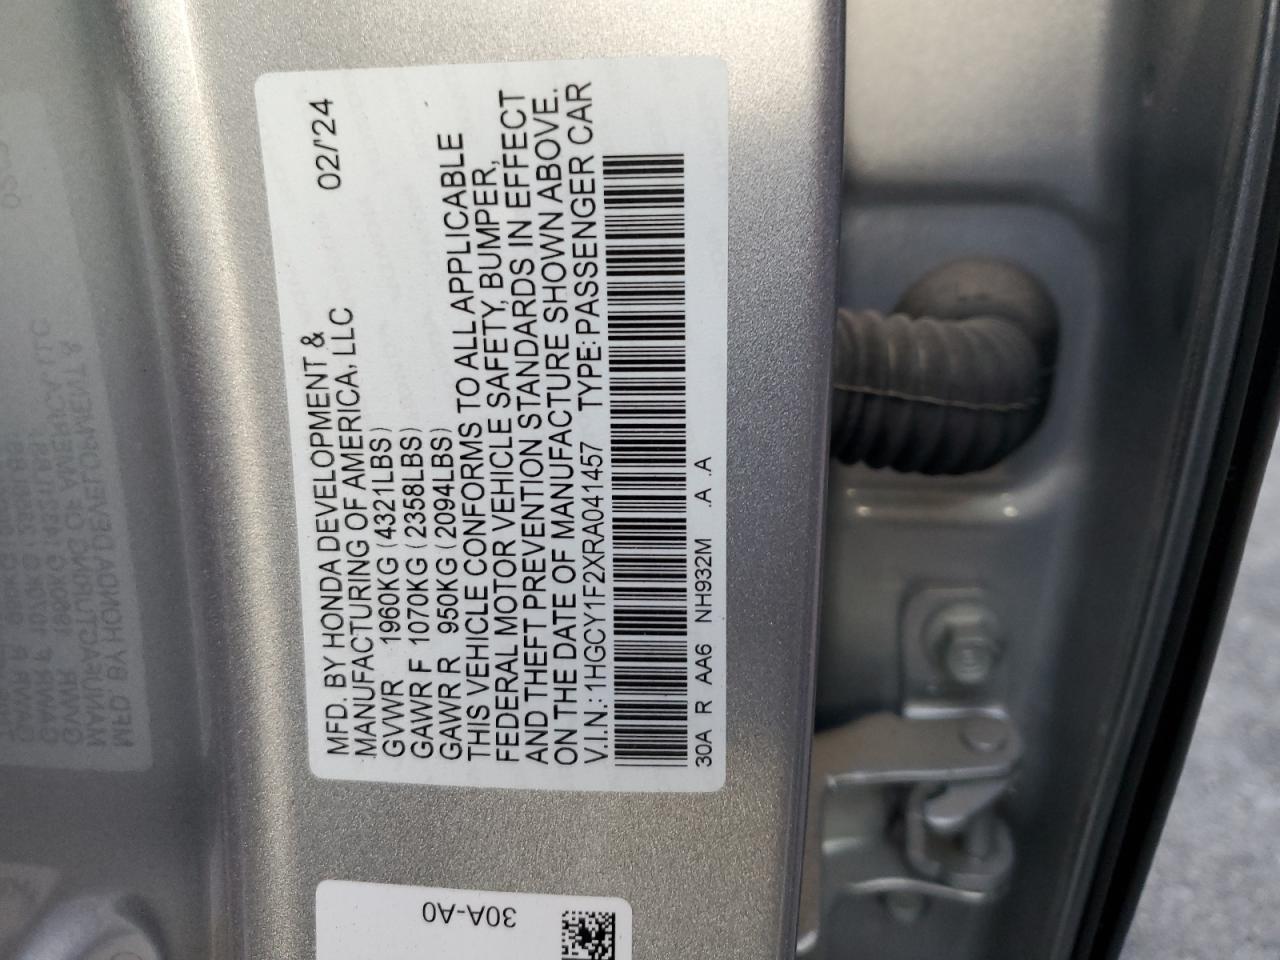 MFD. BY HONDA DEVELOPMENT & 02/'24
MANUFACTURING OF AMERICA, LLC
GVWR 1960KG (4321LBS)
GAWR F 1070KG (2358LBS)
GAWR R 950KG (2094LBS)
THIS VEHICLE CONFORMS TO ALL APPLICABLE
FEDERAL MOTOR VEHICLE SAFETY, BUMPER,
AND THEFT PREVENTION STANDARDS IN EFFECT
ON THE DATE OF MANUFACTURE SHOWN ABOVE.
V.I.N.: 1HGCY1F2XRA041457 TYPE: PASSENGER CAR
30A R AA6 NH932M .A .A
30A-A0